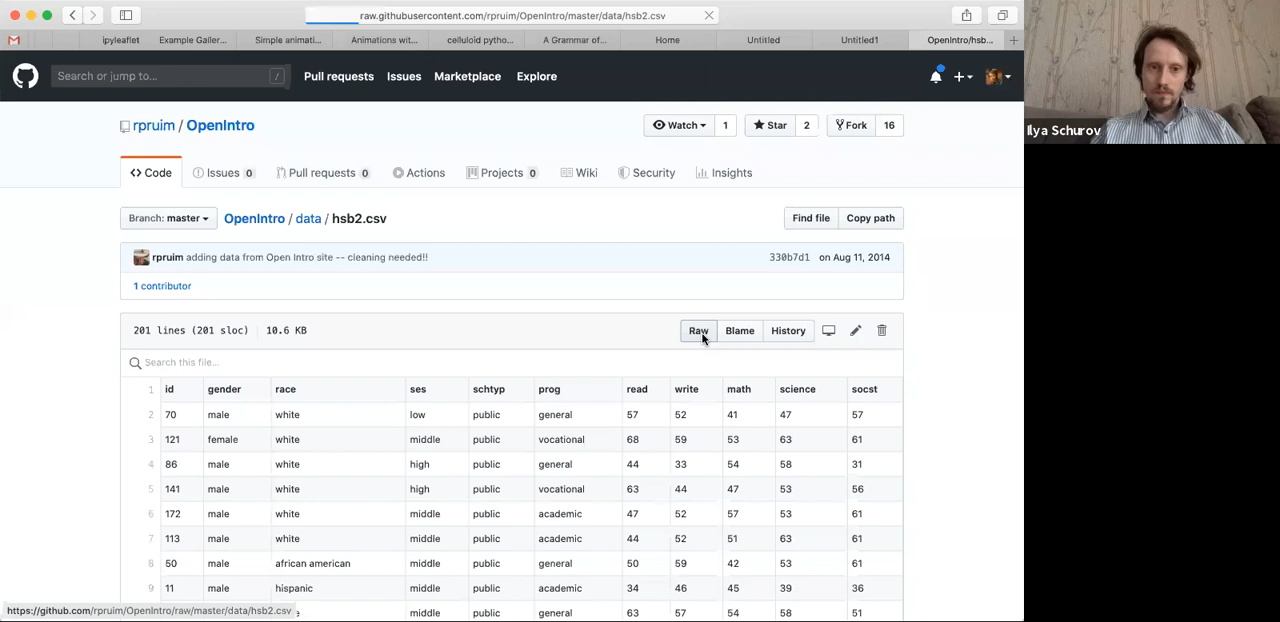 raw.githubusercontent.com/rpruim/OpenIntro/master/data/hsb2.csv
ipyleaflet Example Galler... Simple animati... Animations wit... celluloid pytho... A Grammar of... Home Untitled Untitled1 OpenIntro/hsb...
Search or jump to... / Pull requests Issues Marketplace Explore
rpruim / OpenIntro Watch 1 Star 2 Fork 16
Code Issues 0 Pull requests 0 Actions Projects 0 Wiki Security Insights
Branch: master OpenIntro / data / hsb2.csv Find file Copy path
rpruim adding data from Open Intro site -- cleaning needed!! 330b7d1 on Aug 11, 2014
1 contributor
201 lines (201 sloc) 10.6 KB Raw Blame History
Search this file...
1 id gender race ses schtyp prog read write math science socst
2 70 male white low public general 57 52 41 47 57
3 121 female white middle public vocational 68 59 53 63 61
4 86 male white high public general 44 33 54 58 31
5 141 male white high public vocational 63 44 47 53 56
6 172 male white middle public academic 47 52 57 53 61
7 113 male white middle public academic 44 52 51 63 61
8 50 male african american middle public general 50 59 42 53 61
9 11 male hispanic middle public academic 34 46 45 39 36
middle public general 63 57 54 58 51
https://github.com/rpruim/OpenIntro/raw/master/data/hsb2.csv
Ilya Schurov